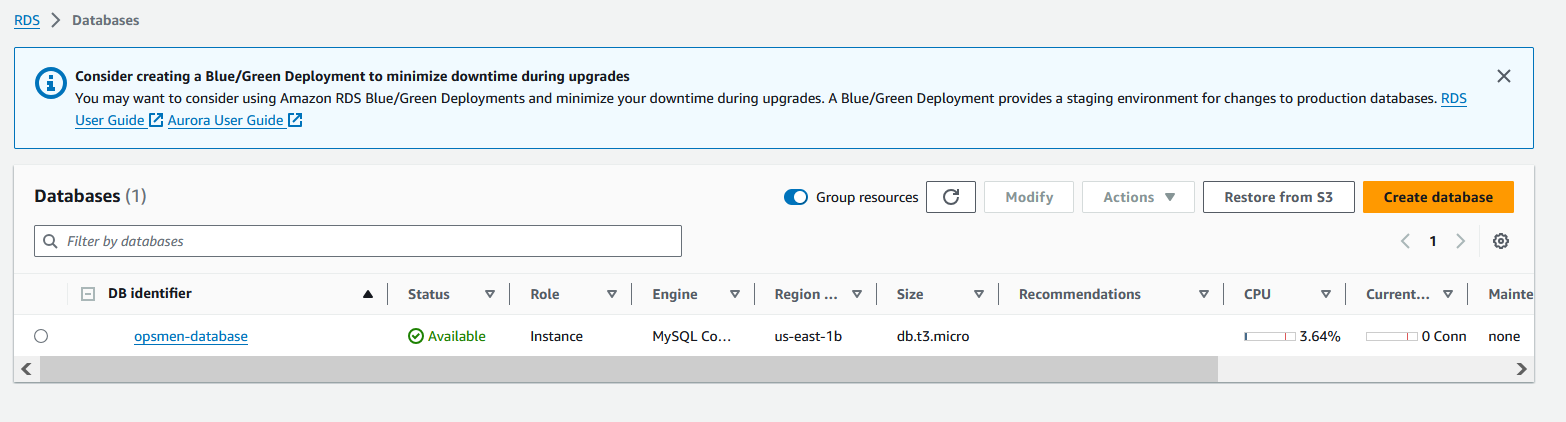 RDS > Databases
Consider creating a Blue/Green Deployment to minimize downtime during upgrades
You may want to consider using Amazon RDS Blue/Green Deployments and minimize your downtime during upgrades. A Blue/Green Deployment provides a staging environment for changes to production databases. RDS
User Guide Aurora User Guide
Databases (1) Group resources Modify Actions Restore from S3 Create database
Filter by databases 1
DB identifier Status Role Engine Region ... Size Recommendations CPU Current... Mainte
opsmen-database Available Instance MySQL Co... us-east-1b db.t3.micro 3.64% 0 Conn none